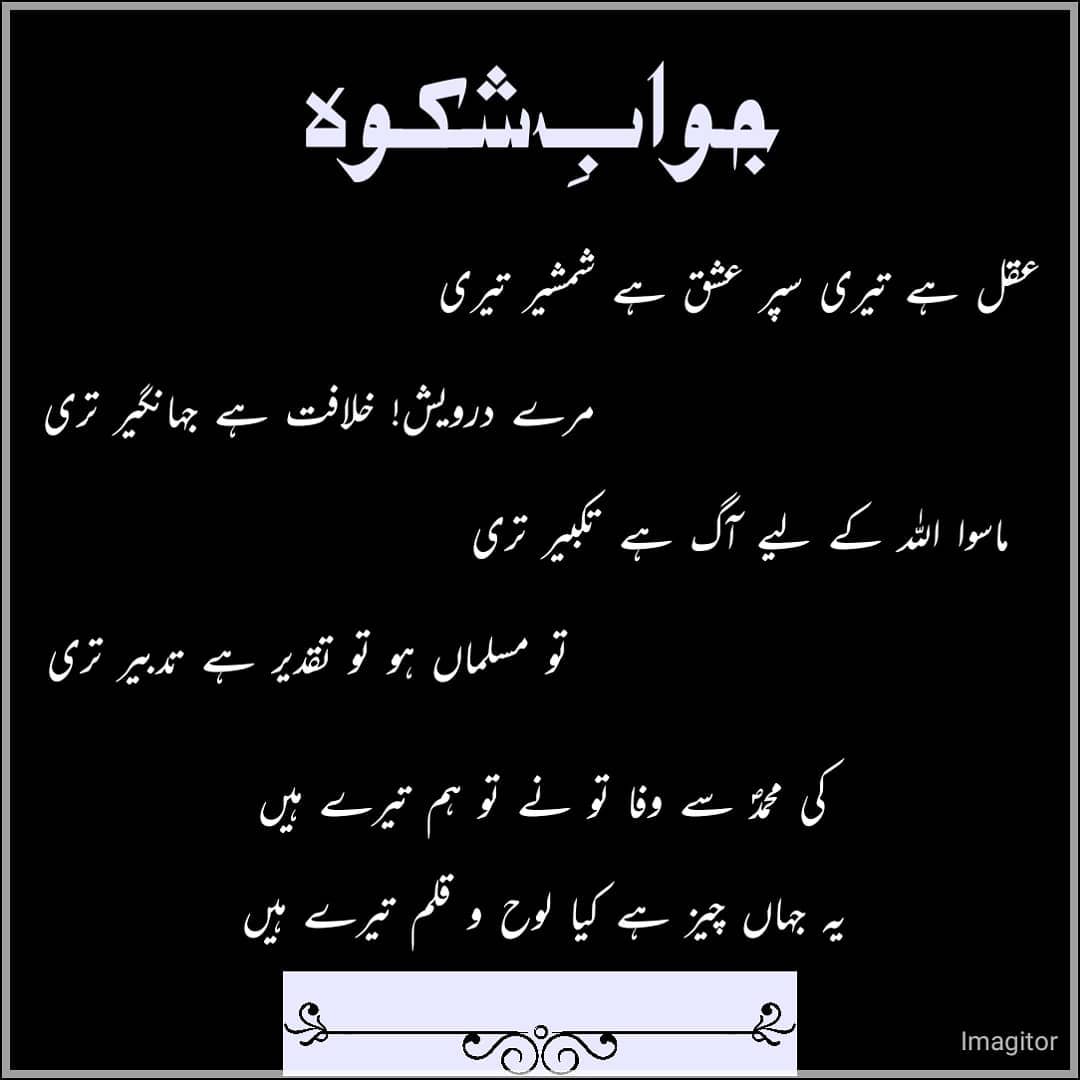 جوابِ شکوہ
عقل ہے تیری سپر عشق ہے شمشیر تیری
مرے درویش! خلافت ہے جہانگیر تری
ماسوا اللہ کے لیے آگ ہے تکبیر تری
تو مسلماں ہو تو تقدیر ہے تدبیر تری
کی محمدؐ سے وفا تو نے تو ہم تیرے ہیں
یہ جہاں چیز ہے کیا لوح و قلم تیرے ہیں
Imagitor